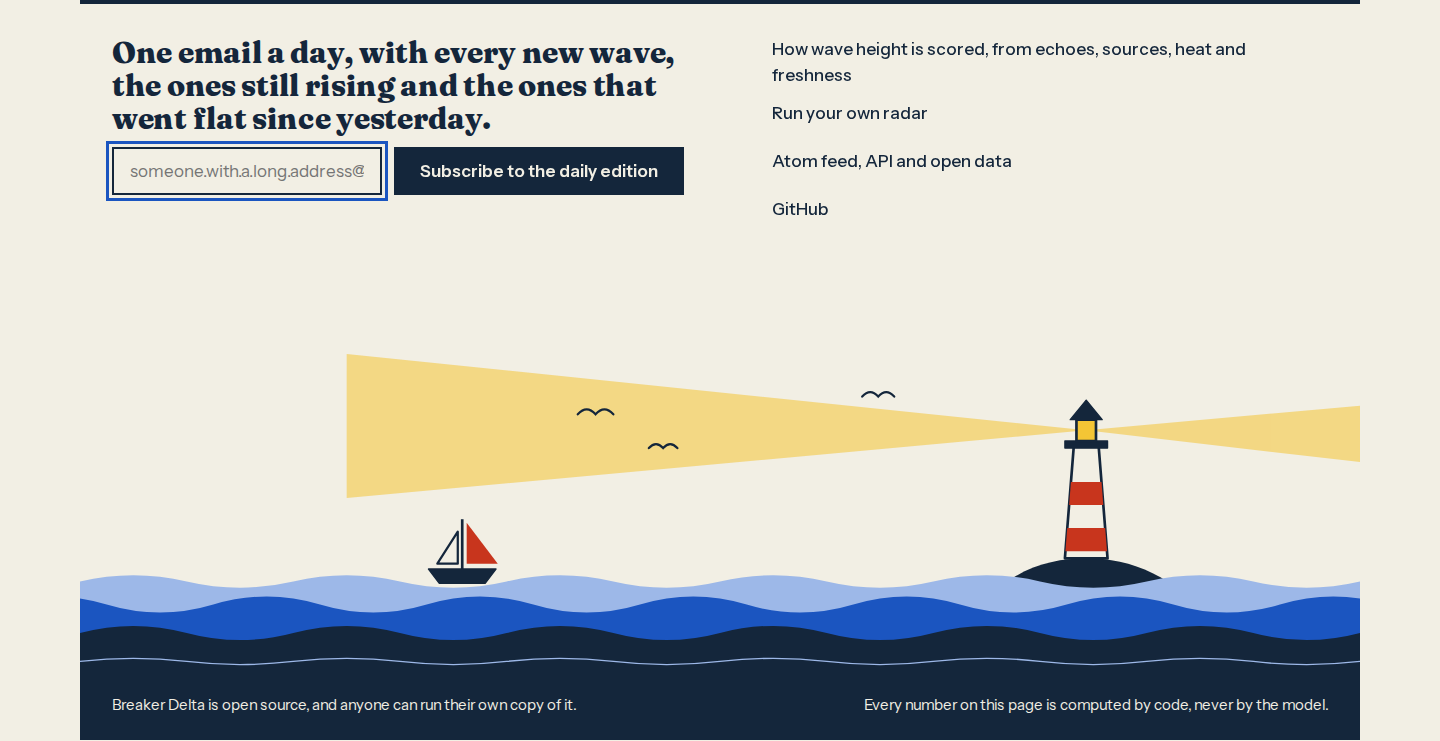 One email a day, with every new wave,
the ones still rising and the ones that
went flat since yesterday.
someone.with.a.long.address@
Subscribe to the daily edition
How wave height is scored, from echoes, sources, heat and
freshness
Run your own radar
Atom feed, API and open data
GitHub
Breaker Delta is open source, and anyone can run their own copy of it.
Every number on this page is computed by code, never by the model.